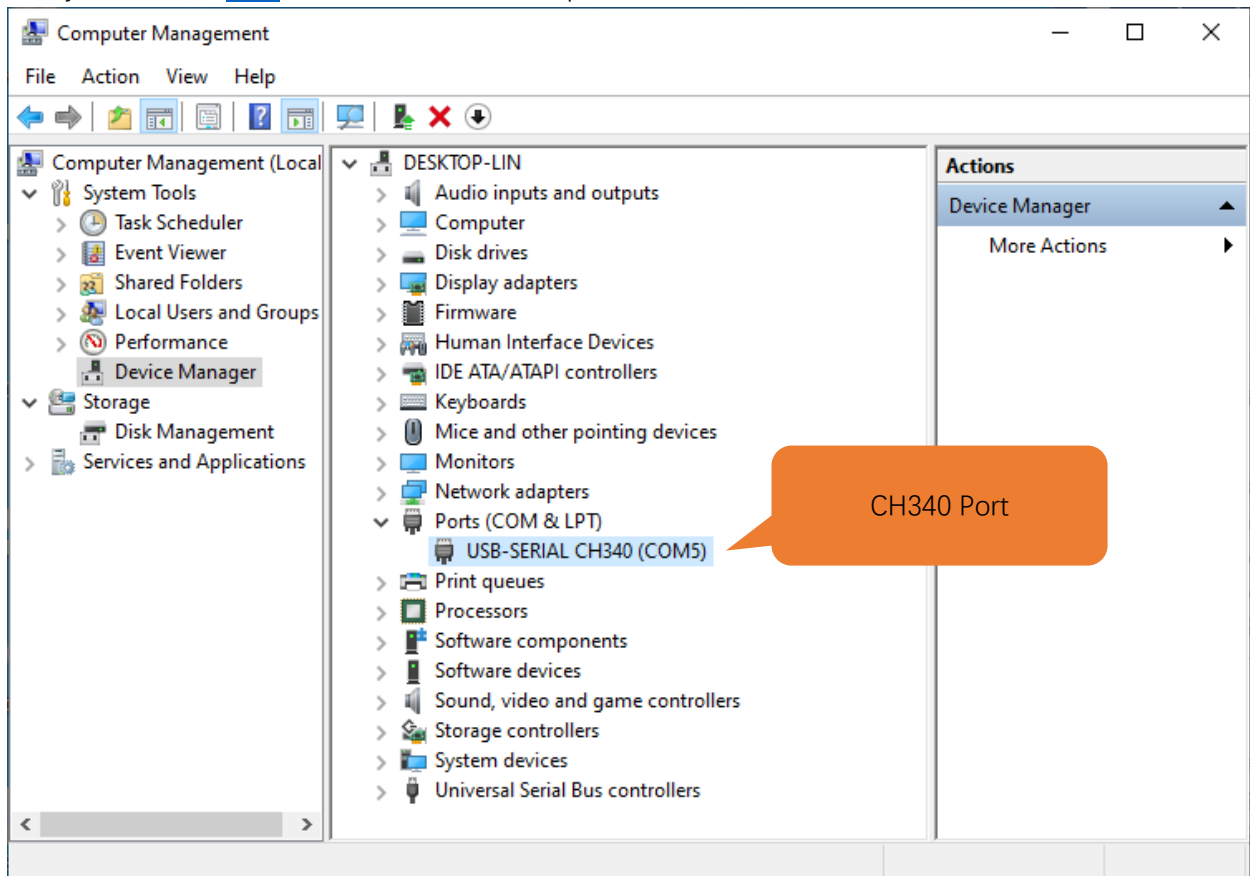 Computer Management
File Action View Help
Computer Management (Local
System Tools
Task Scheduler
Event Viewer
Shared Folders
Local Users and Groups
Performance
Device Manager
Storage
Disk Management
Services and Applications
DESKTOP-LIN
Audio inputs and outputs
Computer
Disk drives
Display adapters
Firmware
Human Interface Devices
IDE ATA/ATAPI controllers
Keyboards
Mice and other pointing devices
Monitors
Network adapters
Ports (COM & LPT)
USB-SERIAL CH340 (COM5)
Print queues
Processors
Software components
Software devices
Sound, video and game controllers
Storage controllers
System devices
Universal Serial Bus controllers
Actions
Device Manager
More Actions
CH340 Port